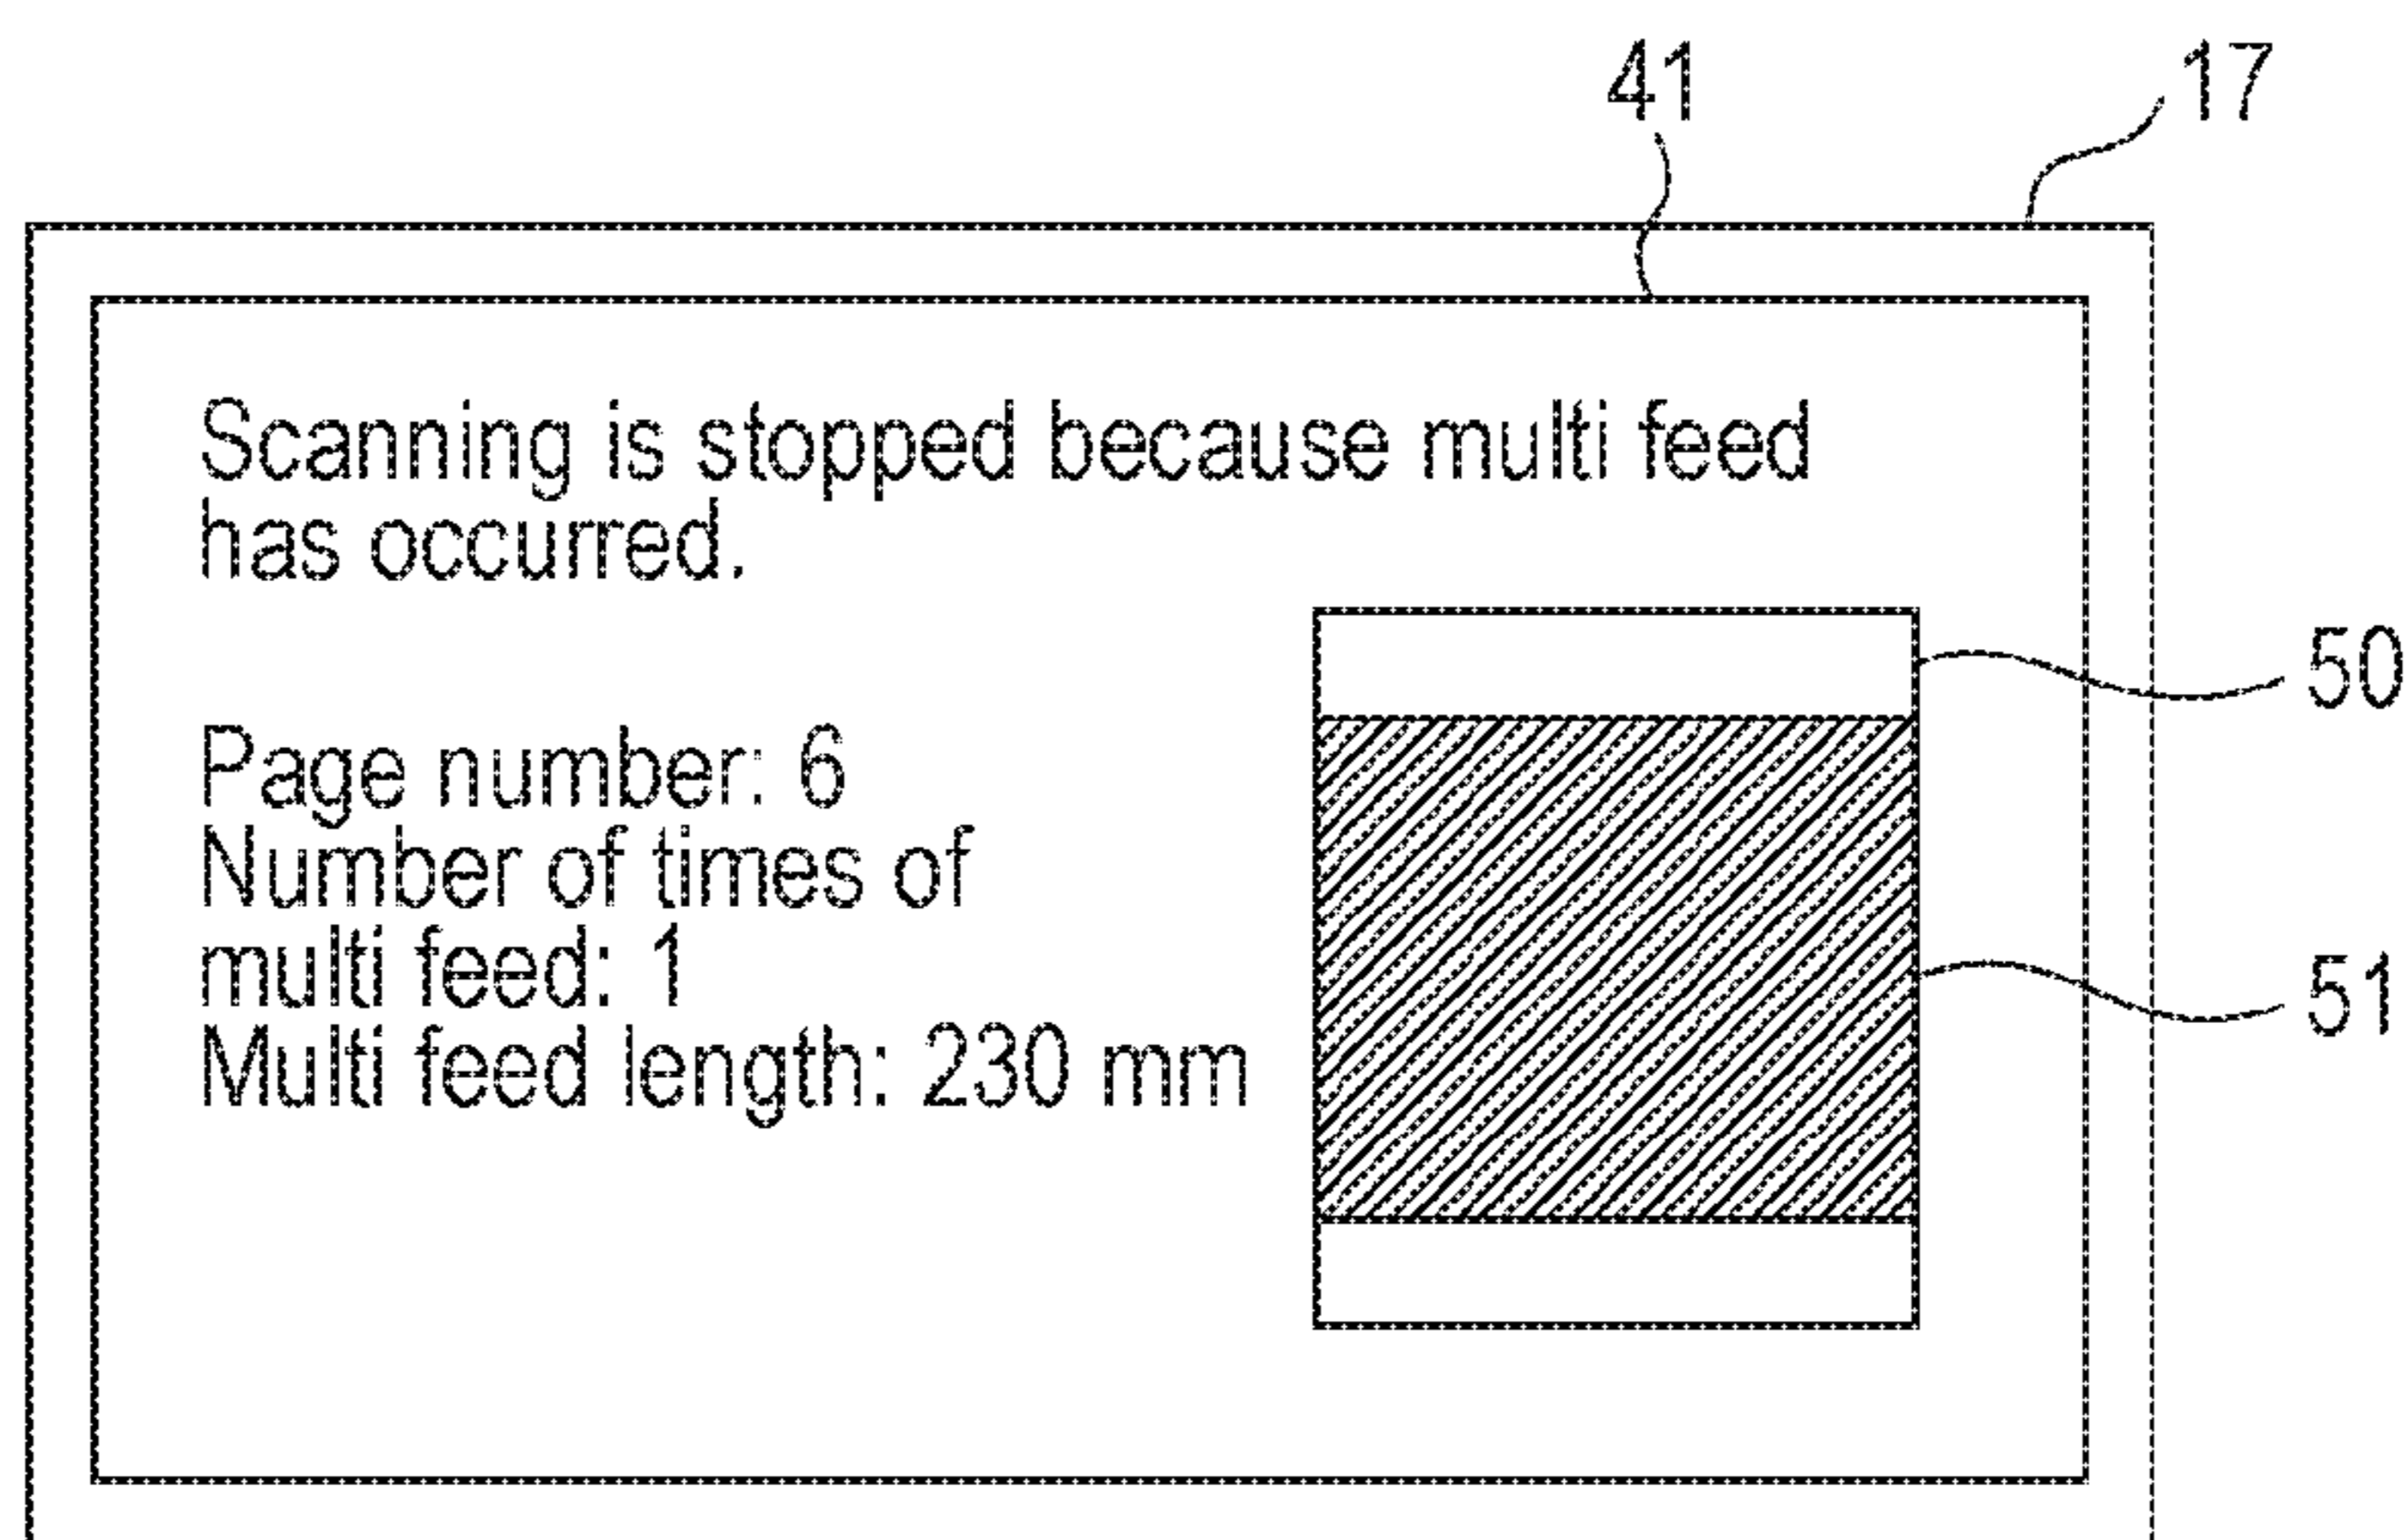 41
17
Scanning is stopped because multi feed
has occurred.
50
Page number: 6
Number of times of
multi feed: 1
51
Multi feed length: 230 mm